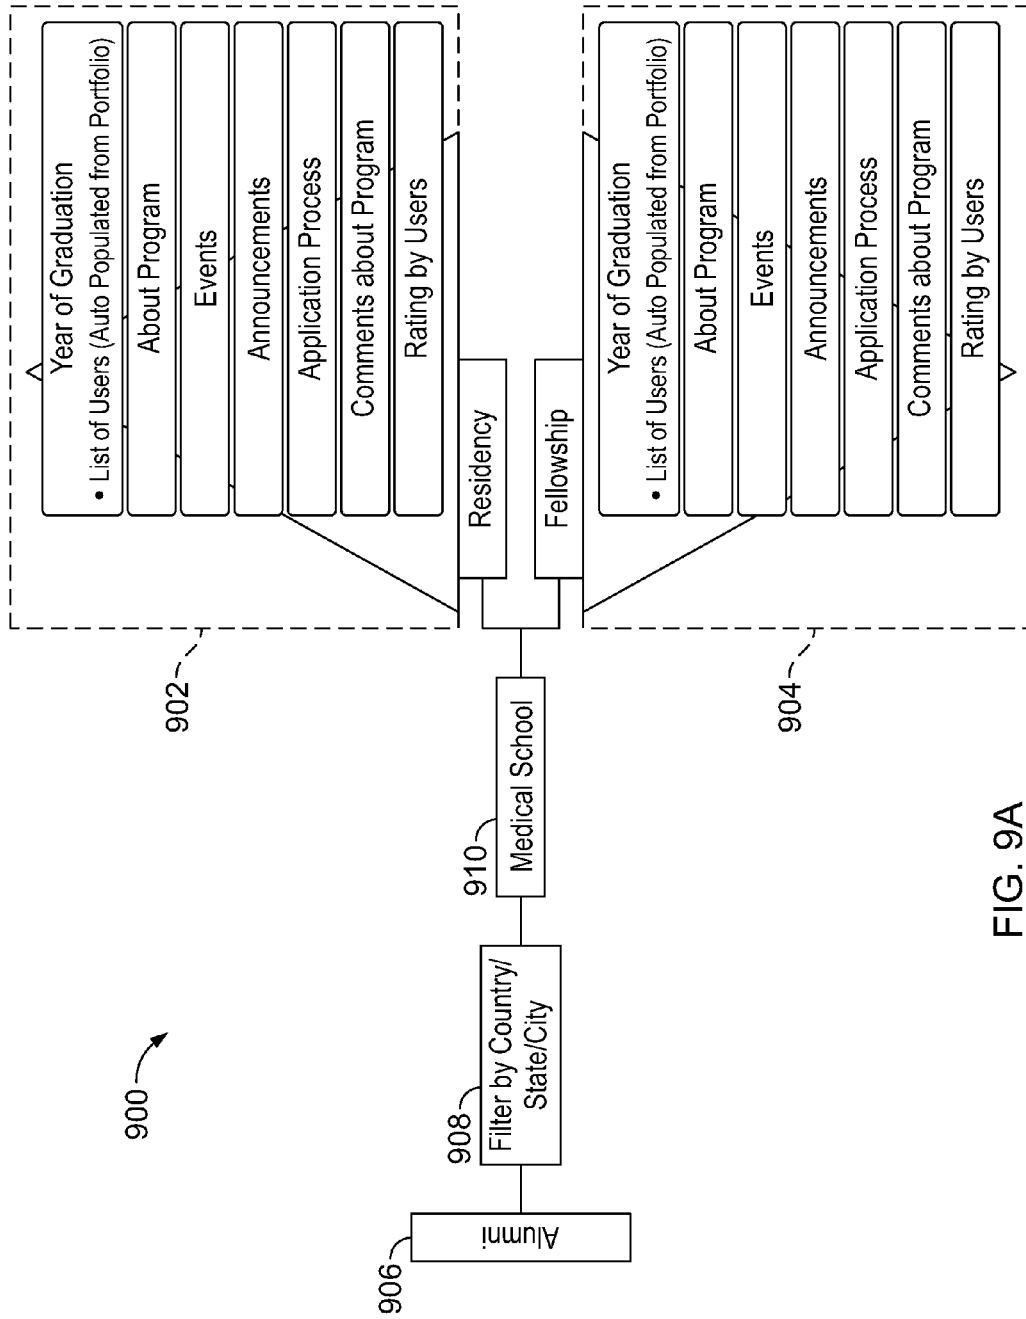 900
906
Alumni
908
Filter by Country/
State/City
910
Medical School
Residency
Fellowship
902
Year of Graduation
• List of Users (Auto Populated from Portfolio)
About Program
Events
Announcements
Application Process
Comments about Program
Rating by Users
904
Year of Graduation
• List of Users (Auto Populated from Portfolio)
About Program
Events
Announcements
Application Process
Comments about Program
Rating by Users
FIG. 9A